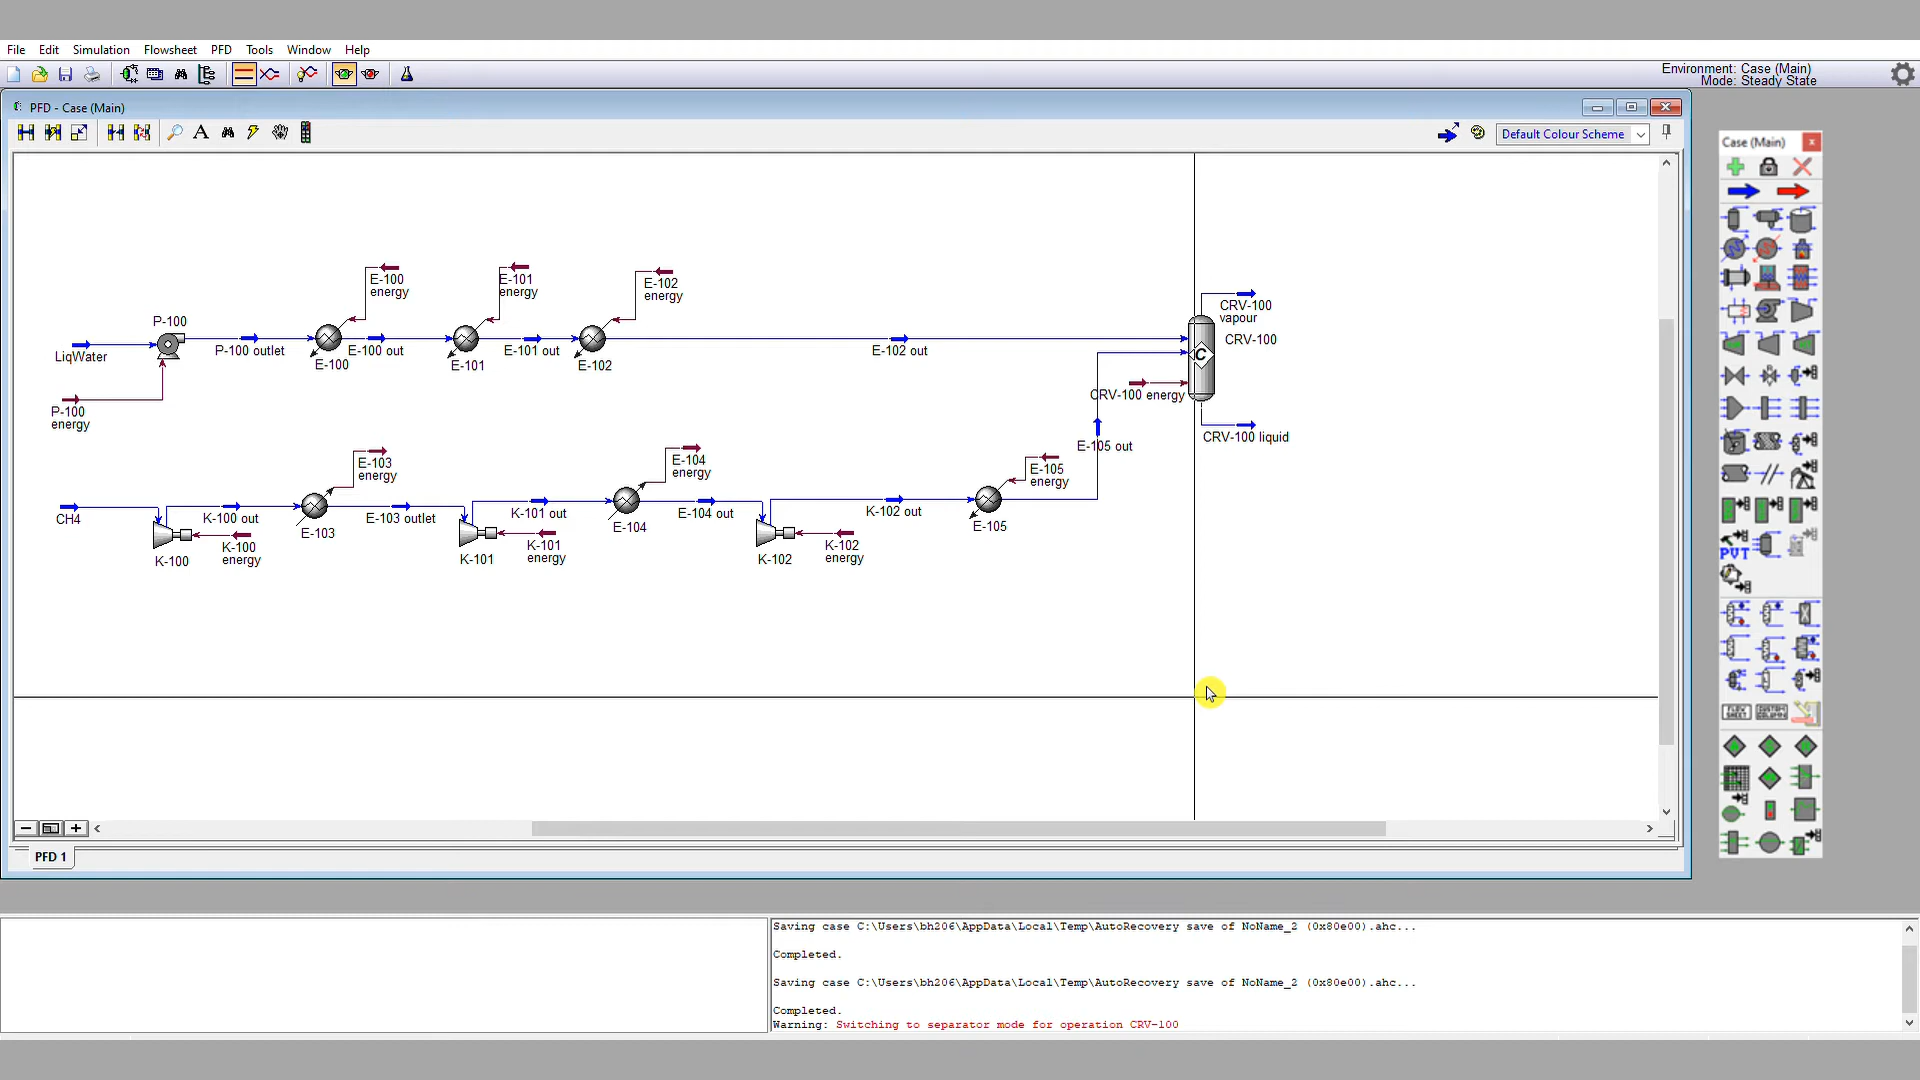 File Edit Simulation Flowsheet PFD Tools Window Help
Environment: Case (Main)
Mode: Steady State
PFD - Case (Main)
A
Default Colour Scheme
Case (Main)
E-100
energy
E-101
energy
E-102
energy
CRV-100
vapour
P-100
CRV-100
LiqWater
P-100 outlet
E-100
E-100 out
E-101
E-101 out
E-102
E-102 out
C
CRV-100 energy
P-100
energy
CRV-100 liquid
E-105 out
E-103
energy
E-104
energy
E-105
energy
CH4
K-100 out
E-103
E-103 outlet
K-101 out
E-104
E-104 out
K-102 out
E-105
K-100
K-100
energy
K-101
K-101
energy
K-102
K-102
energy
PVT
FLOW
SHEET
CUSTOM
COLUMN
PFD 1
Saving case C:\Users\bh206\AppData\Local\Temp\AutoRecovery save of NoName_2 (0x80e00).ahc...
Completed.
Saving case C:\Users\bh206\AppData\Local\Temp\AutoRecovery save of NoName_2 (0x80e00).ahc...
Completed.
Warning: Switching to separator mode for operation CRV-100